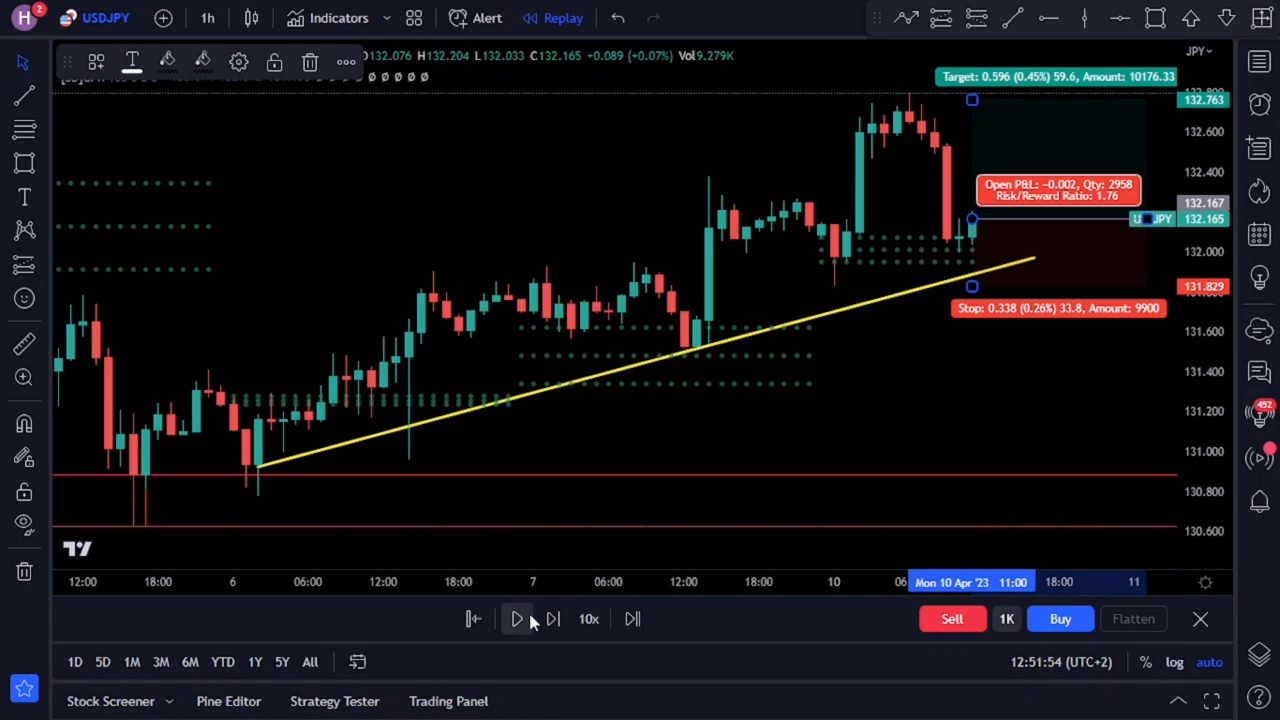 H
2
USDJPY
1h
Indicators
Alert
Replay
132.076 H132.204 L132.033 C132.165 +0.089 (+0.07%) Vol9.279K
Ø Ø Ø Ø Ø
JPY
Target: 0.596 (0.45%) 59.6, Amount: 10176.33
132.763
132.600
132.400
Open P&L: −0.002, Qty: 2958
Risk/Reward Ratio: 1.76
132.167
132.165
132.000
131.829
Stop: 0.338 (0.26%) 33.8, Amount: 9900
131.600
131.400
131.200
131.000
130.800
130.600
452
12:00 18:00 6 06:00 12:00 18:00 7 06:00 12:00 18:00 10 06 Mon 10 Apr '23 11:00 18:00 11
10x
Sell 1K Buy Flatten
1D 5D 1M 3M 6M YTD 1Y 5Y All
12:51:54 (UTC+2) % log auto
Stock Screener Pine Editor Strategy Tester Trading Panel